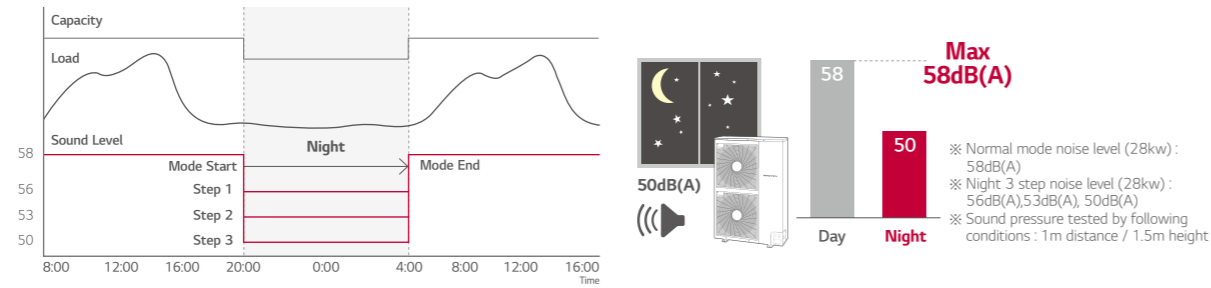 Capacity
Load
Sound Level
58
56
53
50
Night
Mode Start
Mode End
Step 1
Step 2
Step 3
8:00 12:00 16:00 20:00 0:00 4:00 8:00 12:00 16:00
Time
50dB(A)
Max
58dB(A)
58
50
Day
Night
※ Normal mode noise level (28kw) :
58dB(A)
※ Night 3 step noise level (28kw) :
56dB(A),53dB(A), 50dB(A)
※ Sound pressure tested by following
conditions : 1m distance / 1.5m height